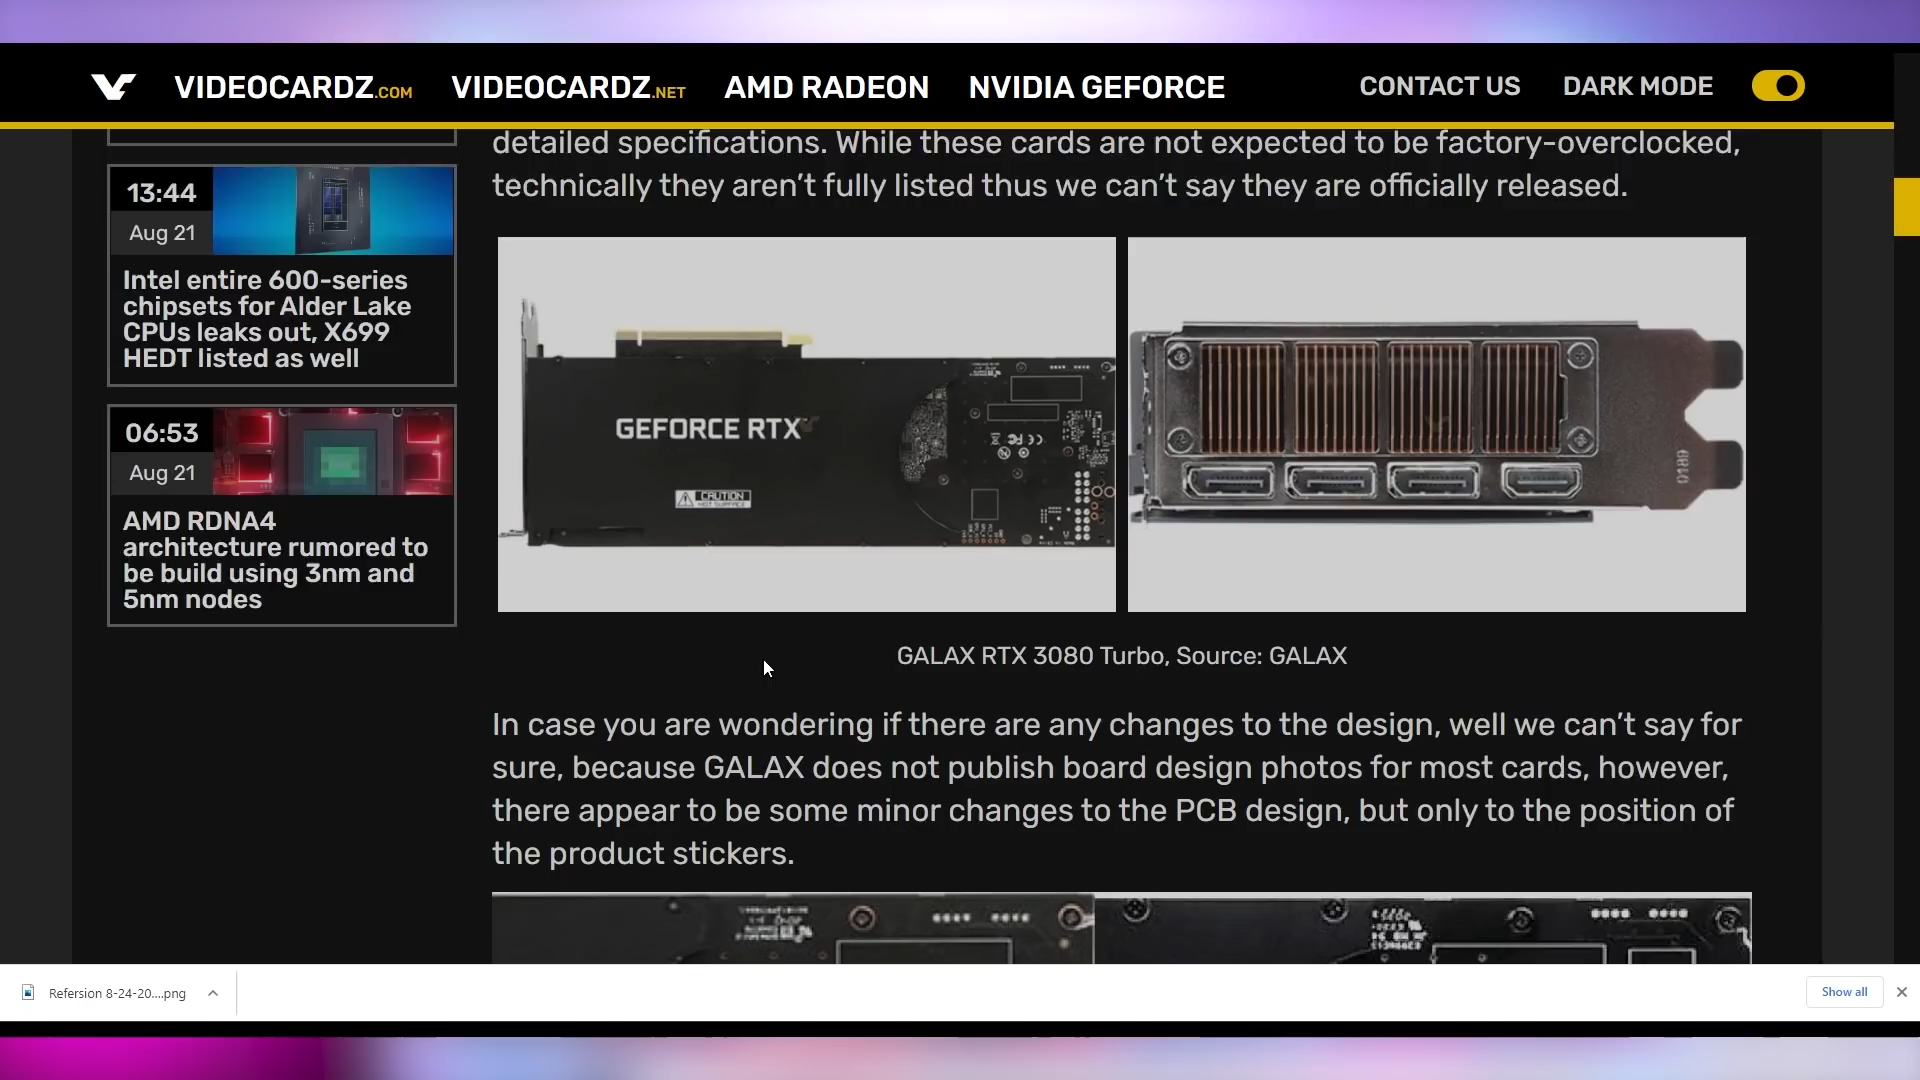 VIDEOCARDZ.COM VIDEOCARDZ.NET AMD RADEON NVIDIA GEFORCE CONTACT US DARK MODE
13:44
Aug 21
Intel entire 600-series
chipsets for Alder Lake
CPUs leaks out, X699
HEDT listed as well
06:53
Aug 21
AMD RDNA4
architecture rumored to
be build using 3nm and
5nm nodes
detailed specifications. While these cards are not expected to be factory-overclocked,
technically they aren't fully listed thus we can't say they are officially released.
GEFORCE RTX
CAUTION
HOT SURFACE
GALAX RTX 3080 Turbo, Source: GALAX
In case you are wondering if there are any changes to the design, well we can't say for
sure, because GALAX does not publish board design photos for most cards, however,
there appear to be some minor changes to the PCB design, but only to the position of
the product stickers.
Refersion 8-24-20....png
Show all